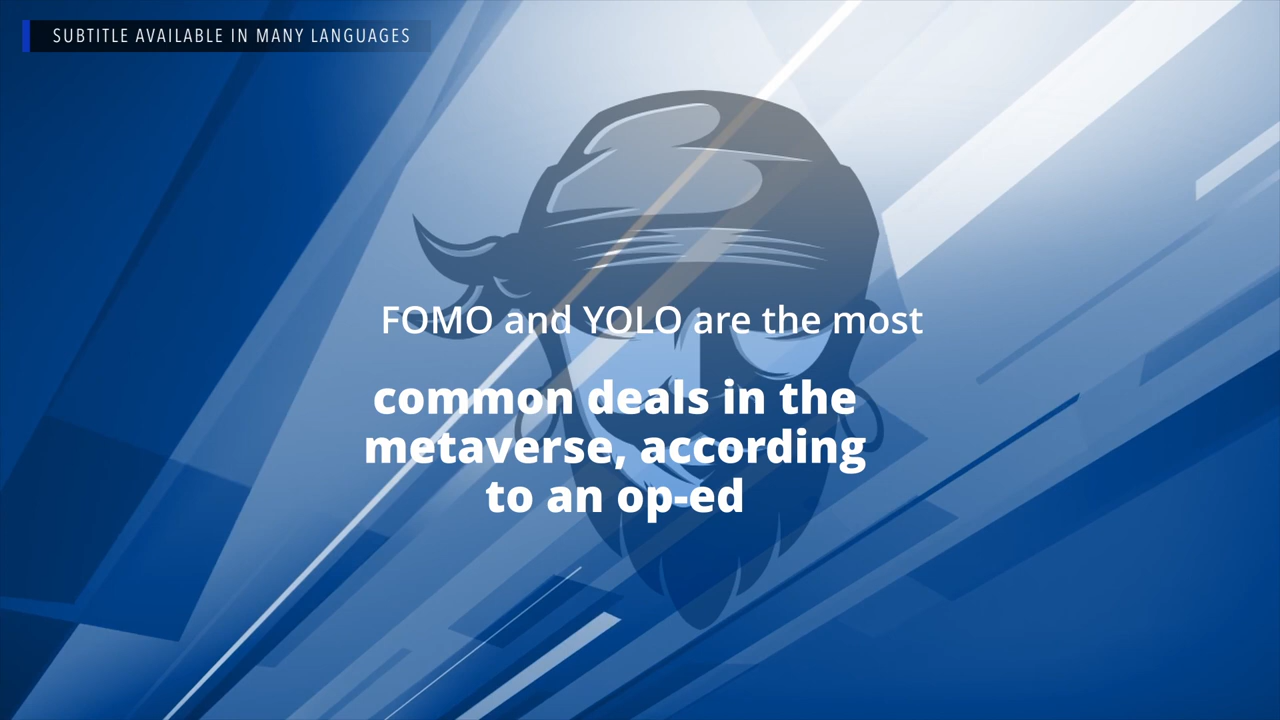 SUBTITLE AVAILABLE IN MANY LANGUAGES
FOMO and YOLO are the most
common deals in the
metaverse, according
to an op-ed